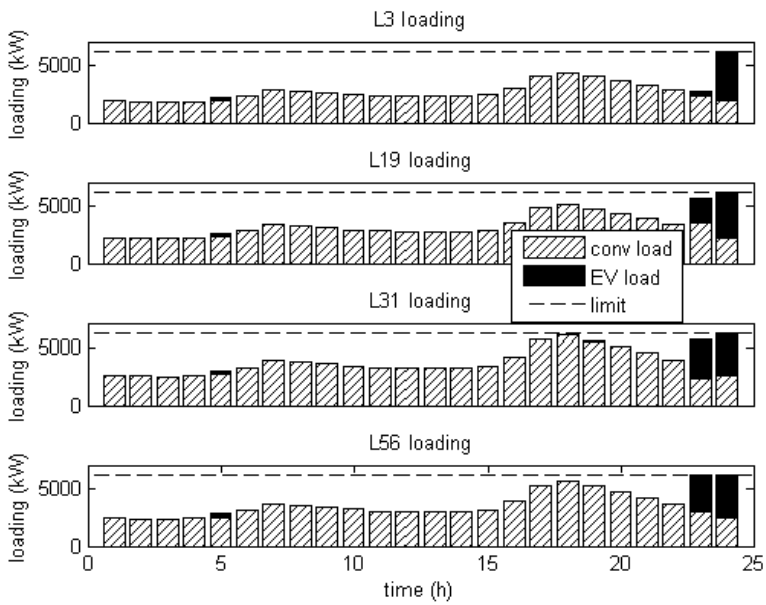 L3 loading
loading (kW)
5000
0
L19 loading
loading (kW)
5000
0
conv load
EV load
limit
L31 loading
loading (kW)
5000
0
L56 loading
loading (kW)
5000
0
0 5 10 15 20 25
time (h)